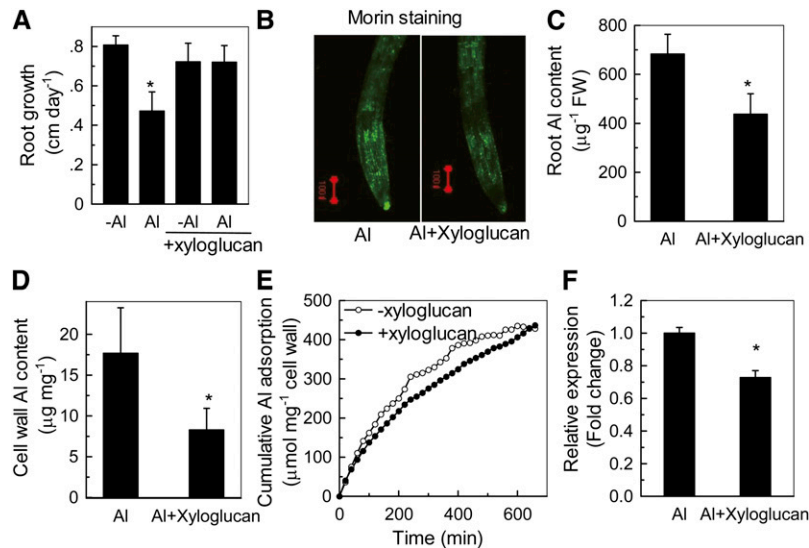 A
Root growth
(cm day⁻¹)
.8
.6
.4
.2
0
*
-Al
Al
-Al
Al
+xyloglucan
B
Morin staining
Al
Al+Xyloglucan
C
Root Al content
(µg⁻¹ FW)
800
600
400
200
0
*
Al
Al+Xyloglucan
D
Cell wall Al content
(µg mg⁻¹)
20
15
10
5
0
*
Al
Al+Xyloglucan
E
Cumulative Al adsorption
(µmol mg⁻¹ cell wall)
500
400
300
200
100
0
-xyloglucan
+xyloglucan
0
200
400
600
Time (min)
F
Relative expression
(Fold change)
1.2
1.0
0.8
0.6
0.4
0.2
0.0
*
Al
Al+Xyloglucan